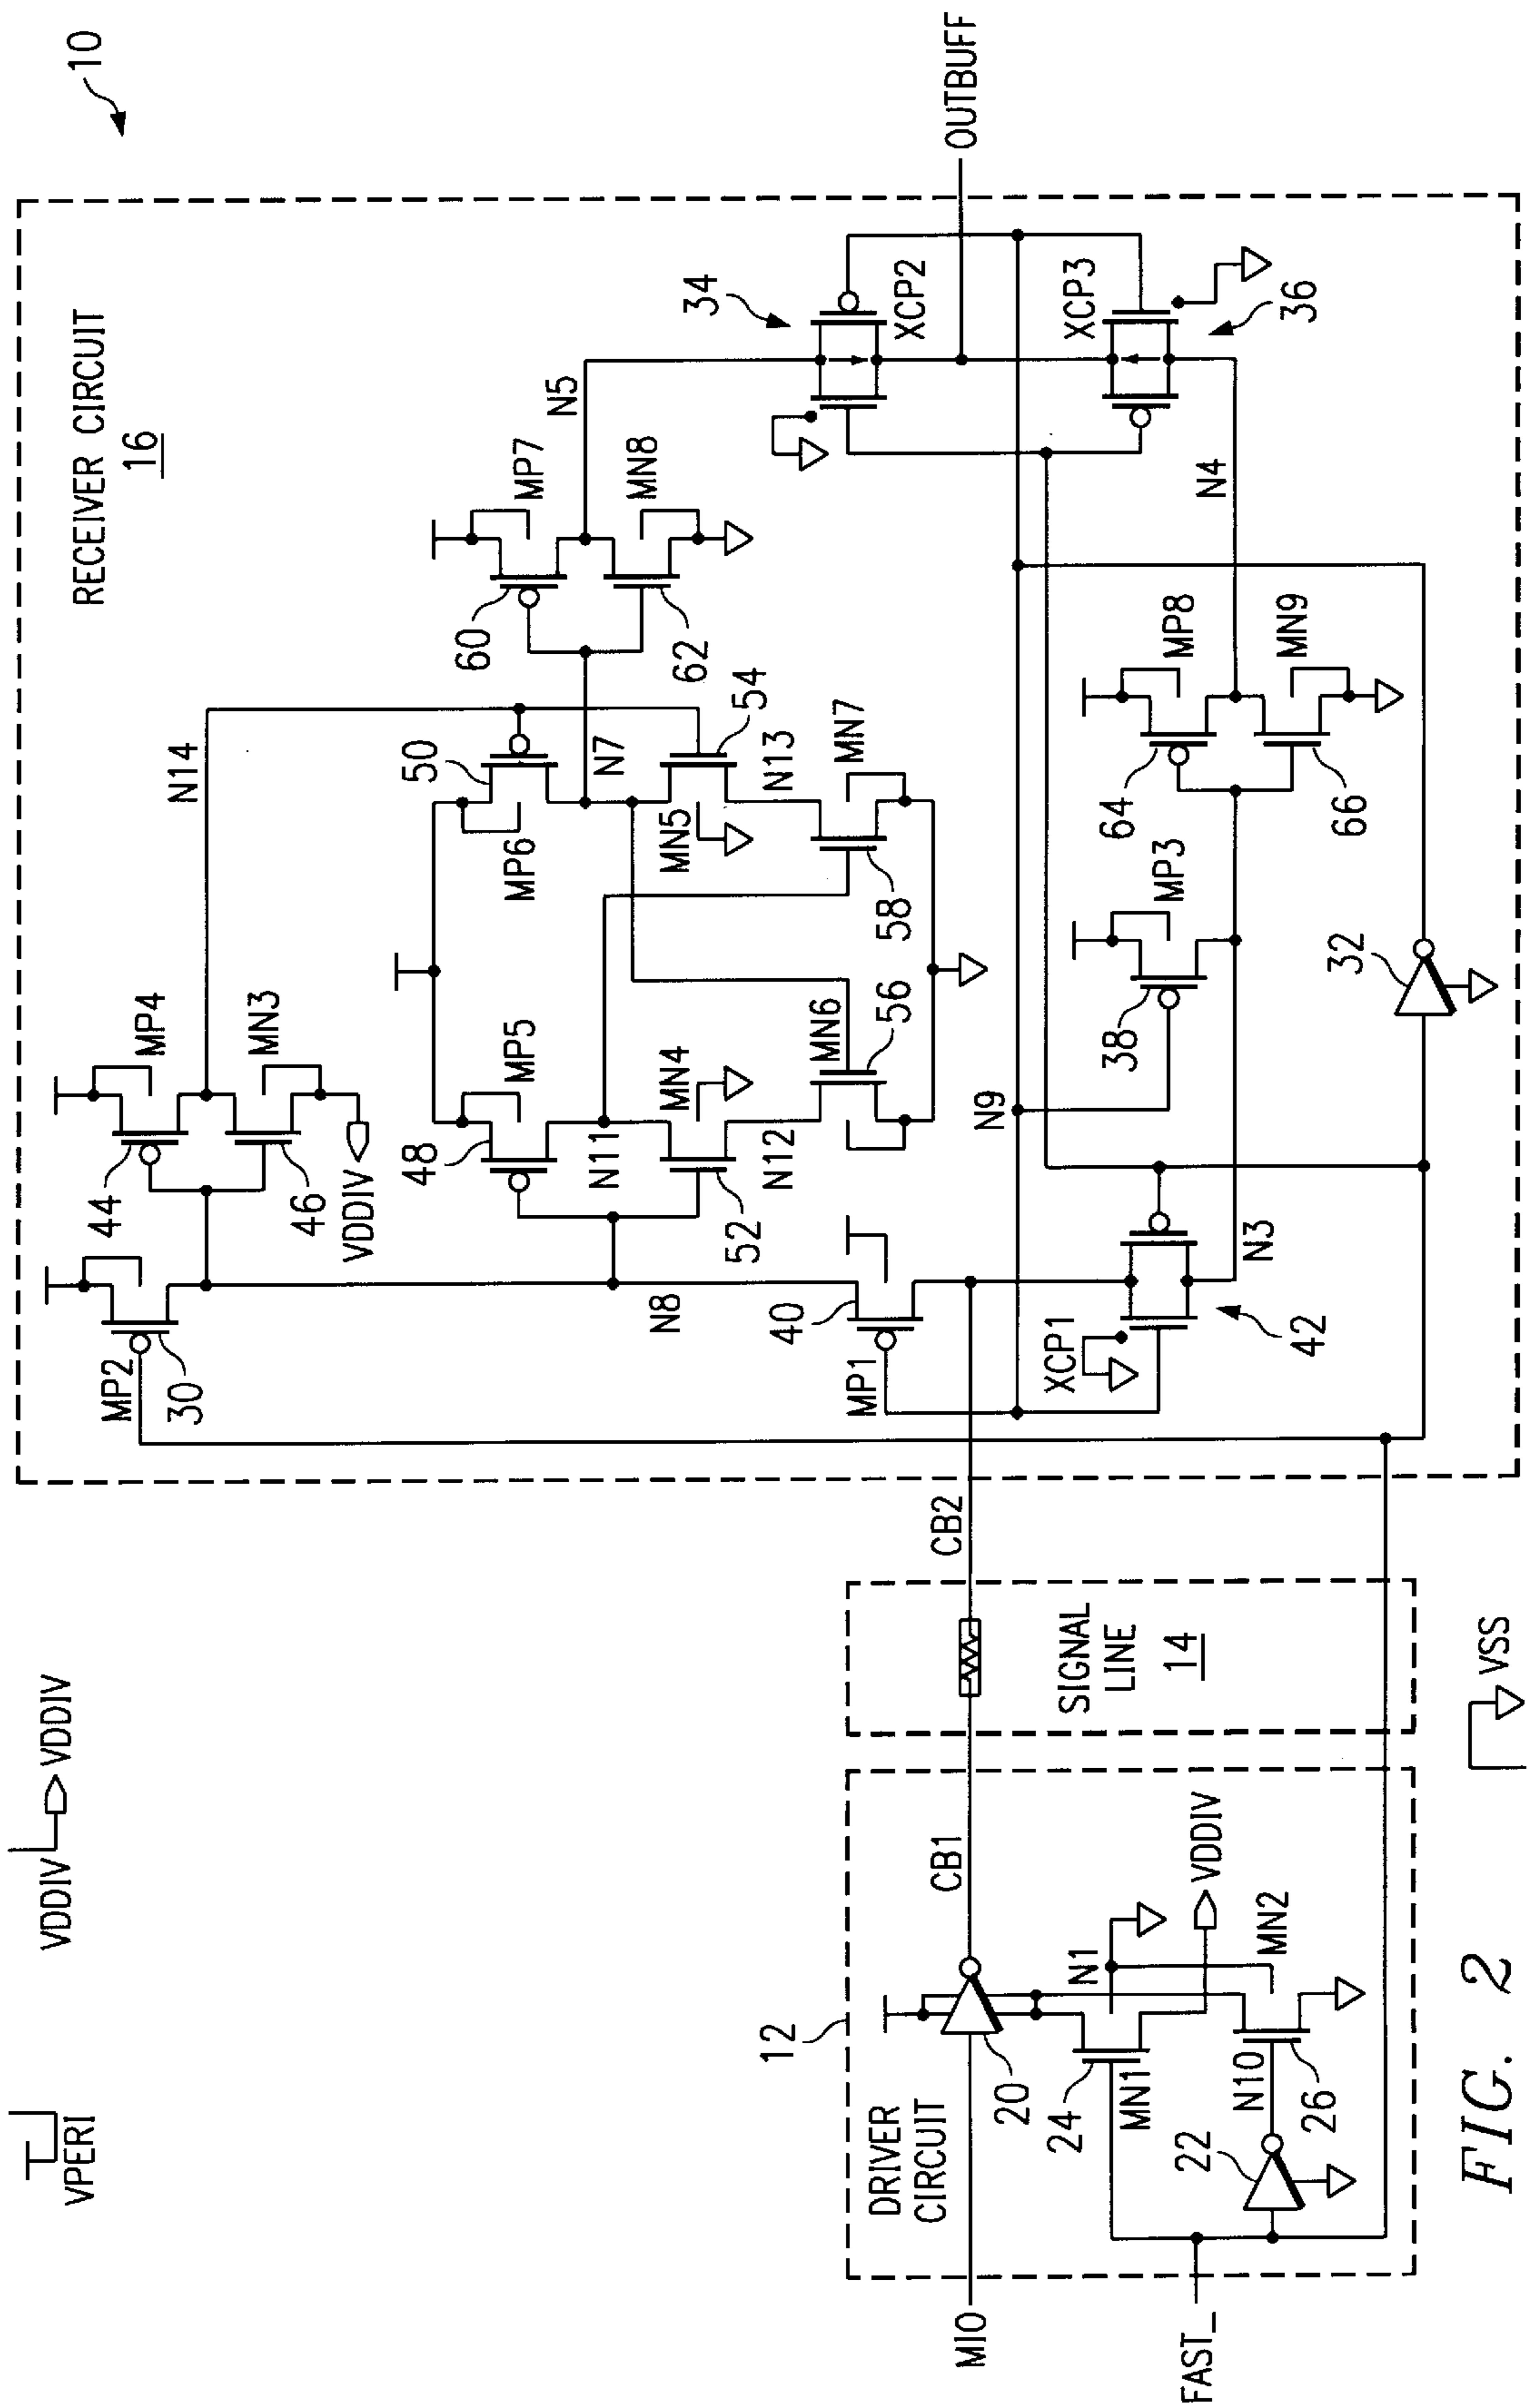 10
RECEIVER CIRCUIT
16
VPERI
VDDIV
VDDIV
MP2
30
44
MP4
46
MN3
VDDIV
N14
N8
48
MP5
N11
52
MN4
N12
MN6
56
50
MP6
N7
MN5
54
N13
MN7
58
60
MP7
62
MN8
N5
34
XCP2
OUTBUFF
XCP3
36
MP1
40
XCP1
42
N3
N9
38
MP3
64
MP8
66
MN9
N4
32
DRIVER
CIRCUIT
12
MIO
20
CB1
24
MN1
N1
VDDIV
22
N10
26
MN2
FAST_
SIGNAL
LINE
14
CB2
VSS
FIG. 2